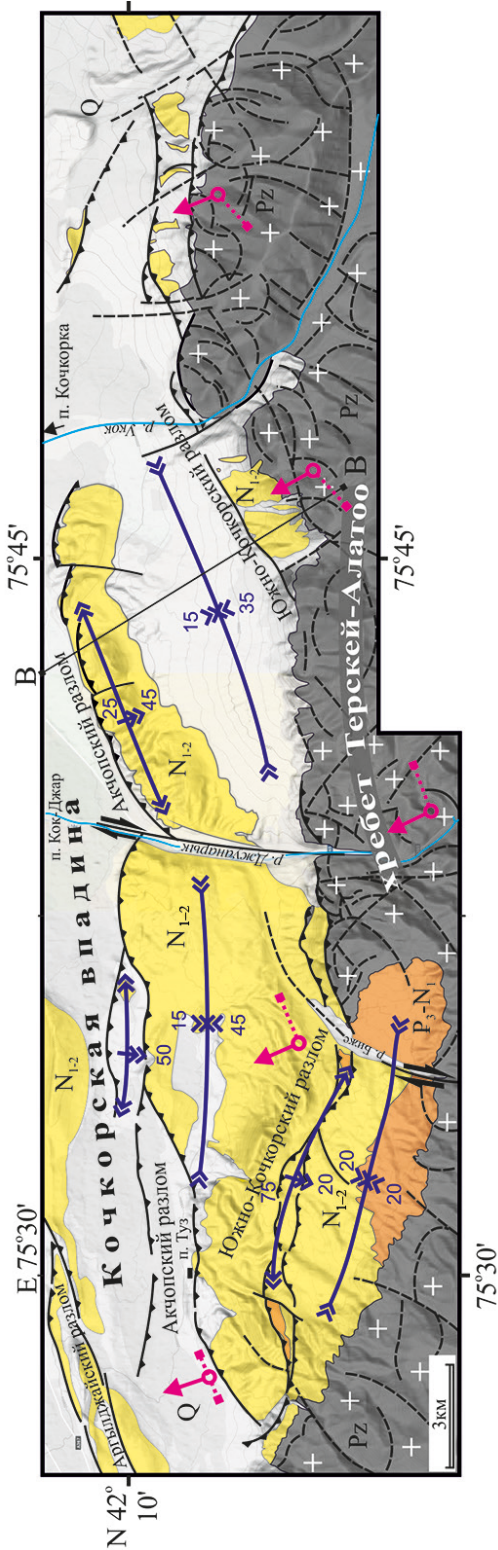 E 75°30'
75°45'
N 42°
10'
В
п. Кочкорка
Q
п. Кок-Джар
Кочкорская впадина
Аргылджайский разлом
N₁₋₂
Акчопский разлом
п. Туз
Q
50
N₁₋₂
15
45
р. Джуанарык
Акчопский разлом
25
45
N₁₋₂
15
35
р. Укок
Южно-Кочкорский разлом
N₁₋₂
В
Южно-Кочкорский разлом
75
20
N₁₋₂
20
20
P₃-N₁
хребет Терскей-Алатоо
Pz
Pz
Pz
3км
75°30'
75°45'